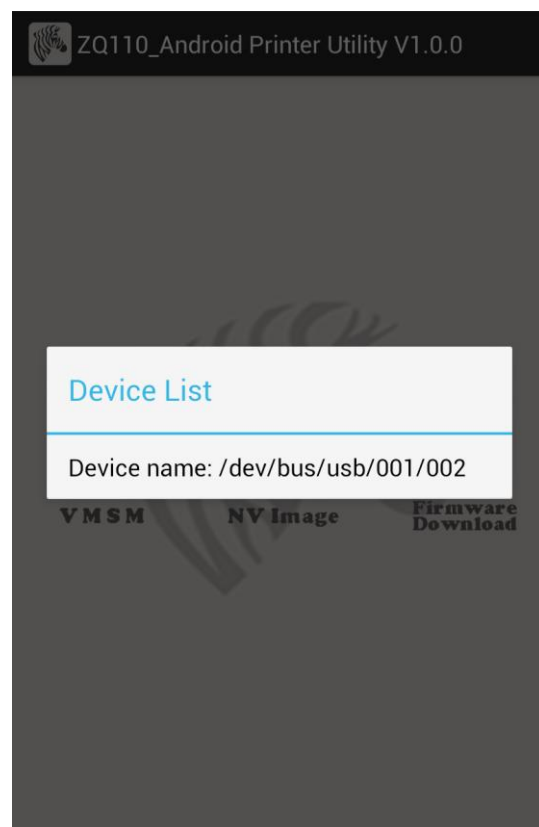 ZQ110_Android Printer Utility V1.0.0
Device List
Device name: /dev/bus/usb/001/002
VMSM NV Image Firmware
Download